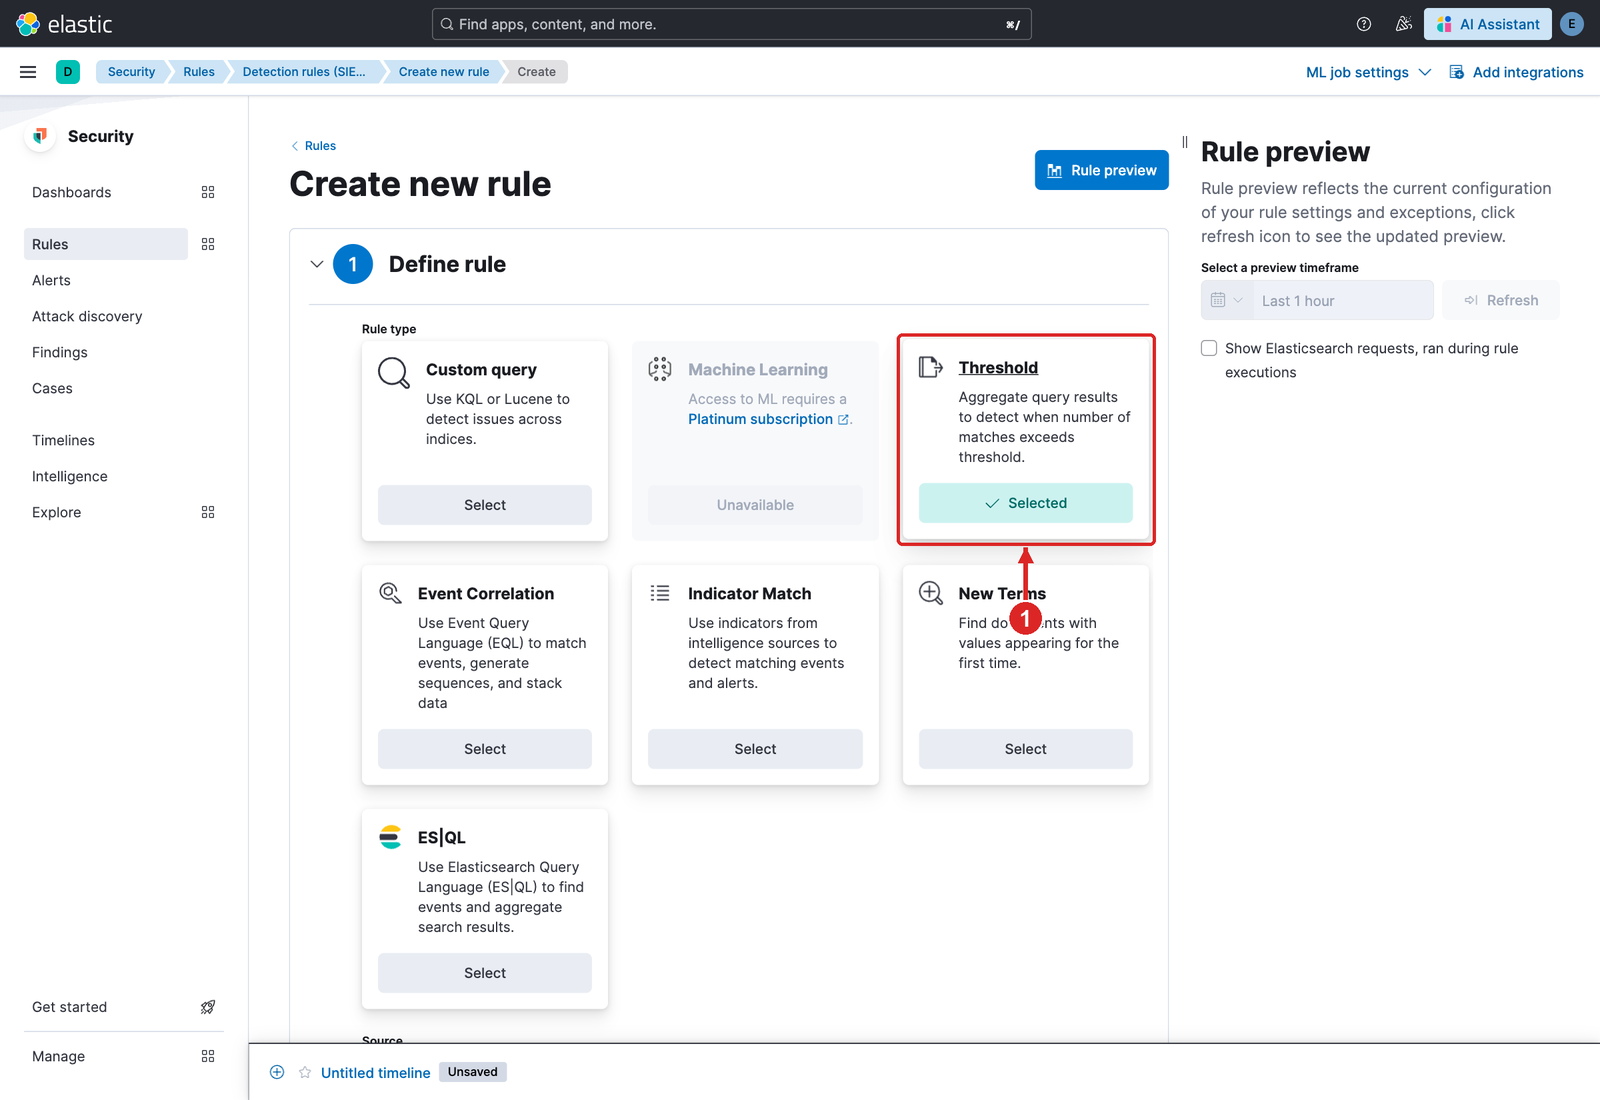 elastic
Find apps, content, and more.
⌘/
AI Assistant
E
D
Security
Rules
Detection rules (SIE...
Create new rule
Create
ML job settings
Add integrations
Security
Dashboards
Rules
Alerts
Attack discovery
Findings
Cases
Timelines
Intelligence
Explore
Get started
Manage
Rules
Create new rule
Rule preview
1
Define rule
Rule type
Custom query
Use KQL or Lucene to
detect issues across
indices.
Select
Machine Learning
Access to ML requires a
Platinum subscription .
Unavailable
Threshold
Aggregate query results
to detect when number of
matches exceeds
threshold.
Selected
Event Correlation
Use Event Query
Language (EQL) to match
events, generate
sequences, and stack
data
Select
Indicator Match
Use indicators from
intelligence sources to
detect matching events
and alerts.
Select
New Terms
1
Find do nts with
values appearing for the
first time.
Select
ES|QL
Use Elasticsearch Query
Language (ES|QL) to find
events and aggregate
search results.
Select
Source
Rule preview
Rule preview reflects the current configuration
of your rule settings and exceptions, click
refresh icon to see the updated preview.
Select a preview timeframe
Last 1 hour
Refresh
Show Elasticsearch requests, ran during rule
executions
Untitled timeline
Unsaved